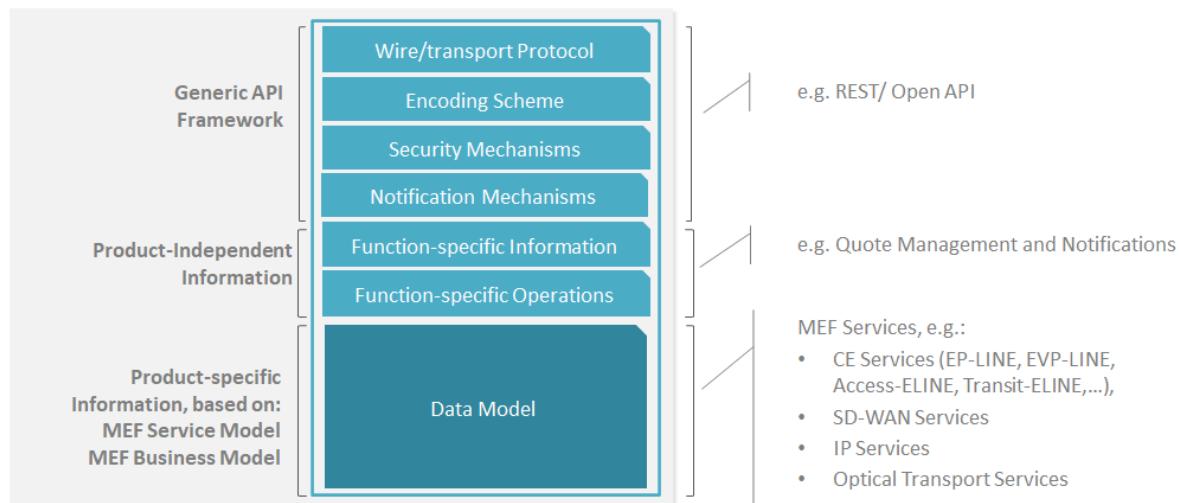 Wire/transport Protocol
Encoding Scheme
Security Mechanisms
Notification Mechanisms
Function-specific Information
Function-specific Operations
Data Model
Generic API
Framework
Product-Independent
Information
Product-specific
Information, based on:
MEF Service Model
MEF Business Model
e.g. REST/ Open API
e.g. Quote Management and Notifications
MEF Services, e.g.:
• CE Services (EP-LINE, EVP-LINE,
Access-ELINE, Transit-ELINE,...),
• SD-WAN Services
• IP Services
• Optical Transport Services